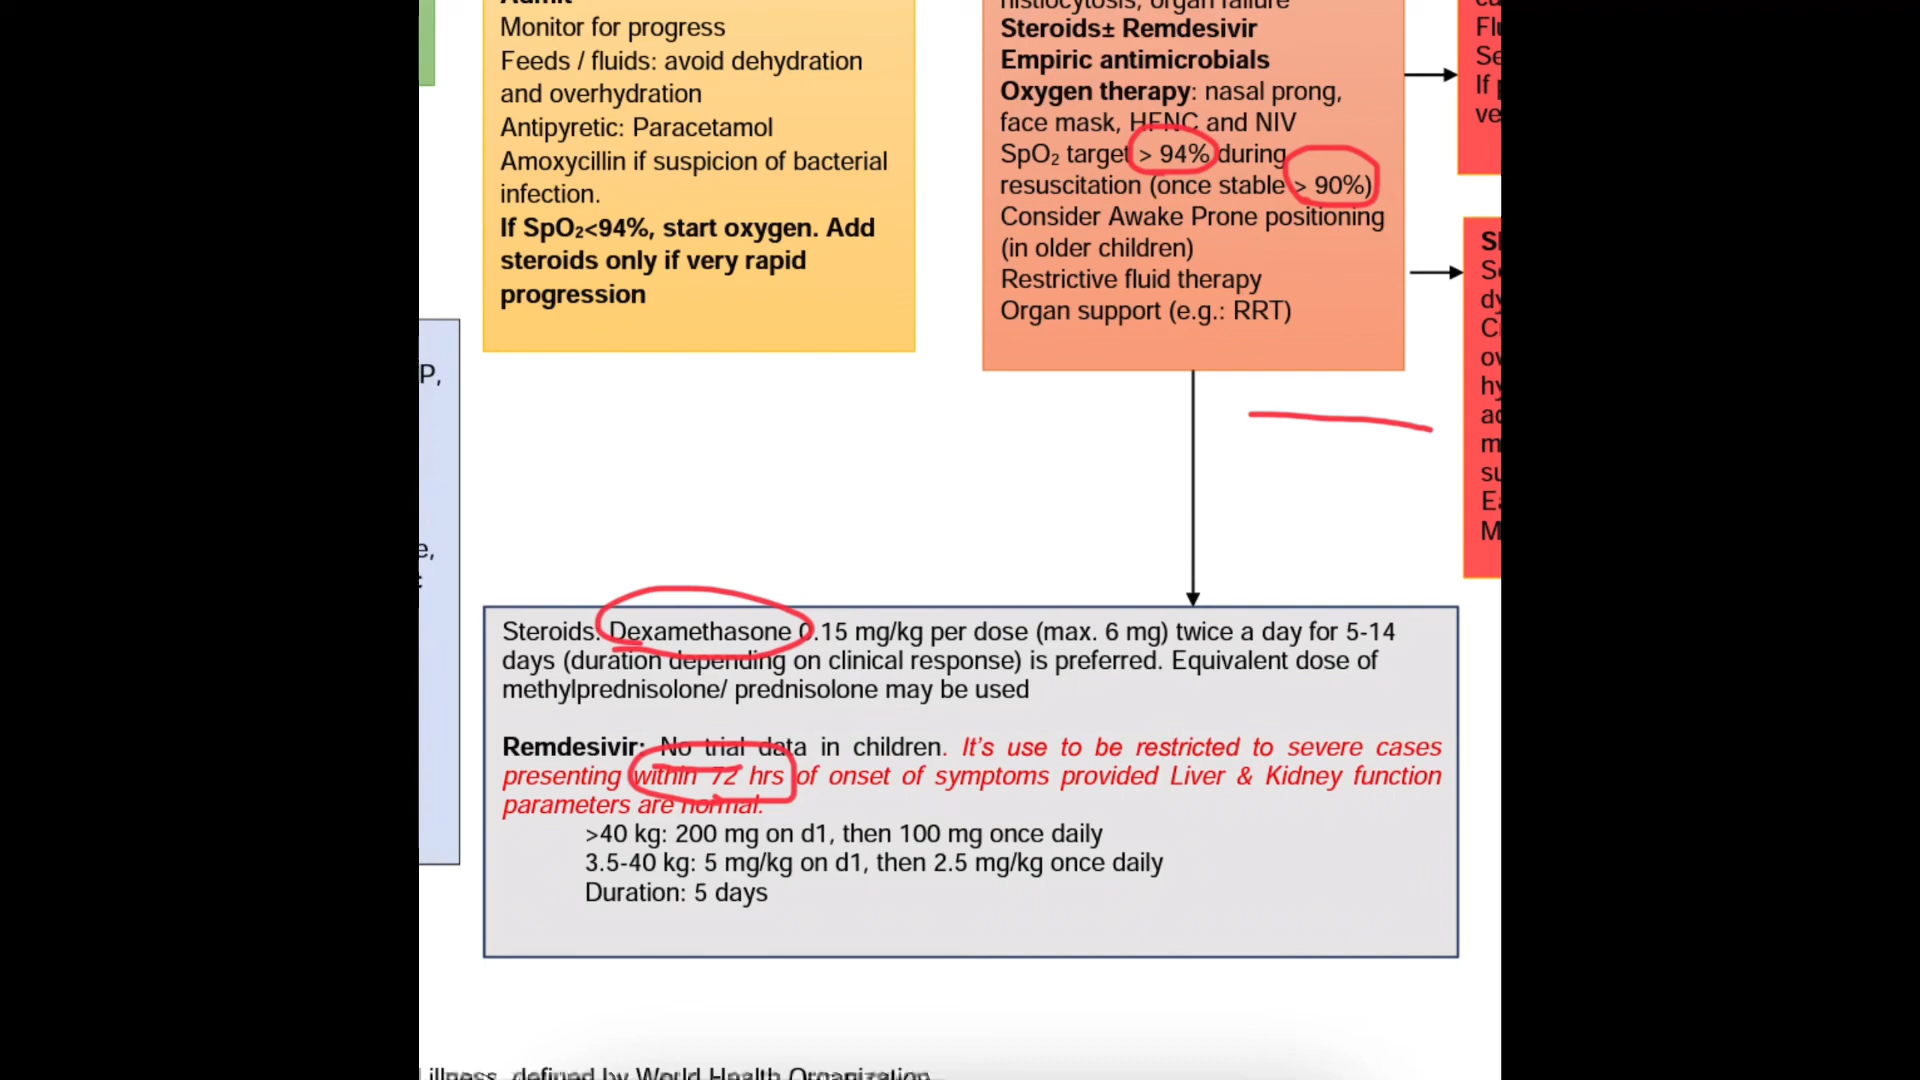 Admit
Monitor for progress
Feeds / fluids: avoid dehydration
and overhydration
Antipyretic: Paracetamol
Amoxycillin if suspicion of bacterial
infection.
If SpO₂<94%, start oxygen. Add
steroids only if very rapid
progression
histiocytosis, organ failure
Steroids± Remdesivir
Empiric antimicrobials
Oxygen therapy: nasal prong,
face mask, HFNC and NIV
SpO₂ target > 94% during
resuscitation (once stable > 90%)
Consider Awake Prone positioning
(in older children)
Restrictive fluid therapy
Organ support (e.g.: RRT)
Steroids: Dexamethasone 0.15 mg/kg per dose (max. 6 mg) twice a day for 5-14
days (duration depending on clinical response) is preferred. Equivalent dose of
methylprednisolone/ prednisolone may be used
Remdesivir: No trial data in children. It's use to be restricted to severe cases
presenting within 72 hrs of onset of symptoms provided Liver & Kidney function
parameters are normal.
>40 kg: 200 mg on d1, then 100 mg once daily
3.5-40 kg: 5 mg/kg on d1, then 2.5 mg/kg once daily
Duration: 5 days
illness, defined by World Health Organization